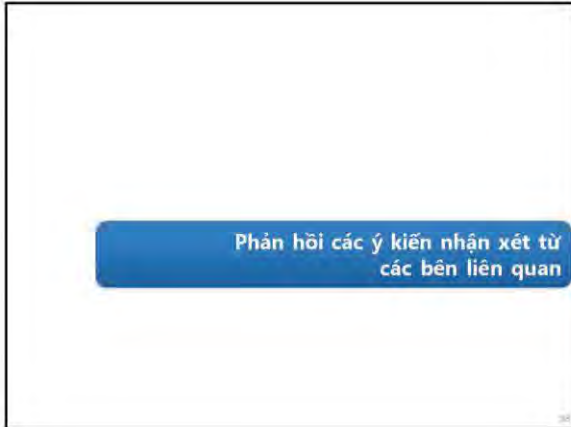 Phản hồi các ý kiến nhận xét từ
các bên liên quan